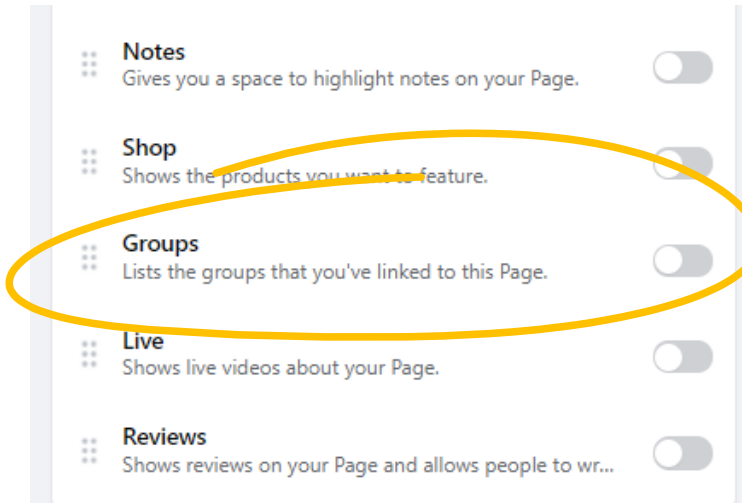 Notes
Gives you a space to highlight notes on your Page.
Shop
Shows the products you want to feature.
Groups
Lists the groups that you've linked to this Page.
Live
Shows live videos about your Page.
Reviews
Shows reviews on your Page and allows people to wr...